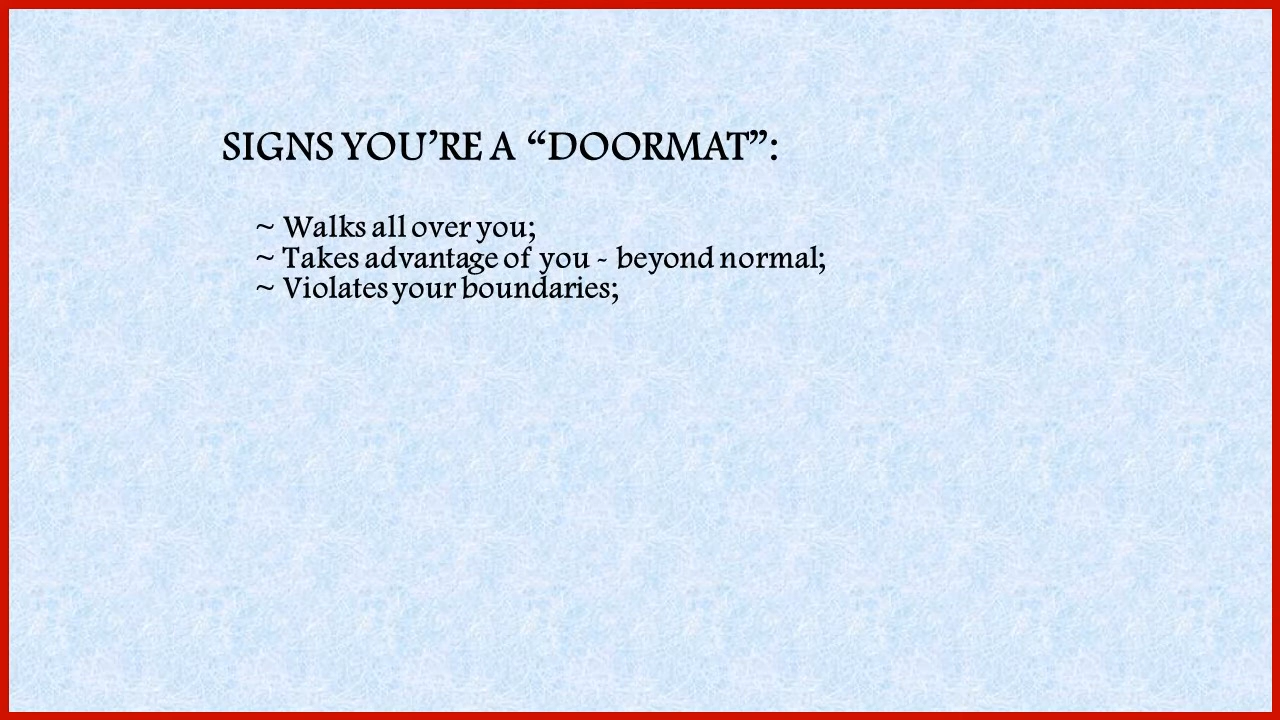 SIGNS YOU’RE A “DOORMAT”:
~ Walks all over you;
~ Takes advantage of you - beyond normal;
~ Violates your boundaries;